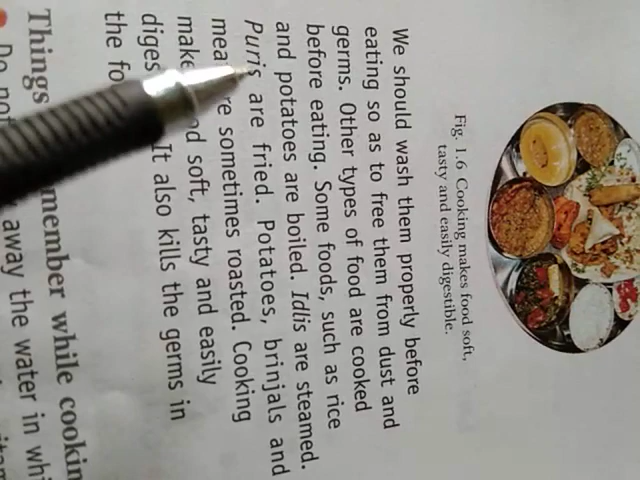 Fig. 1.6 Cooking makes food soft,
tasty and easily digestible.
We should wash them properly before
eating so as to free them from dust and
germs. Other types of food are cooked
before eating. Some foods, such as rice
and potatoes are boiled. Idlis are steamed.
Puris are fried. Potatoes, brinjals and
re sometimes roasted. Cooking
soft, tasty and easily
It also kills the germs in
the
Things member while
Do
away the water in